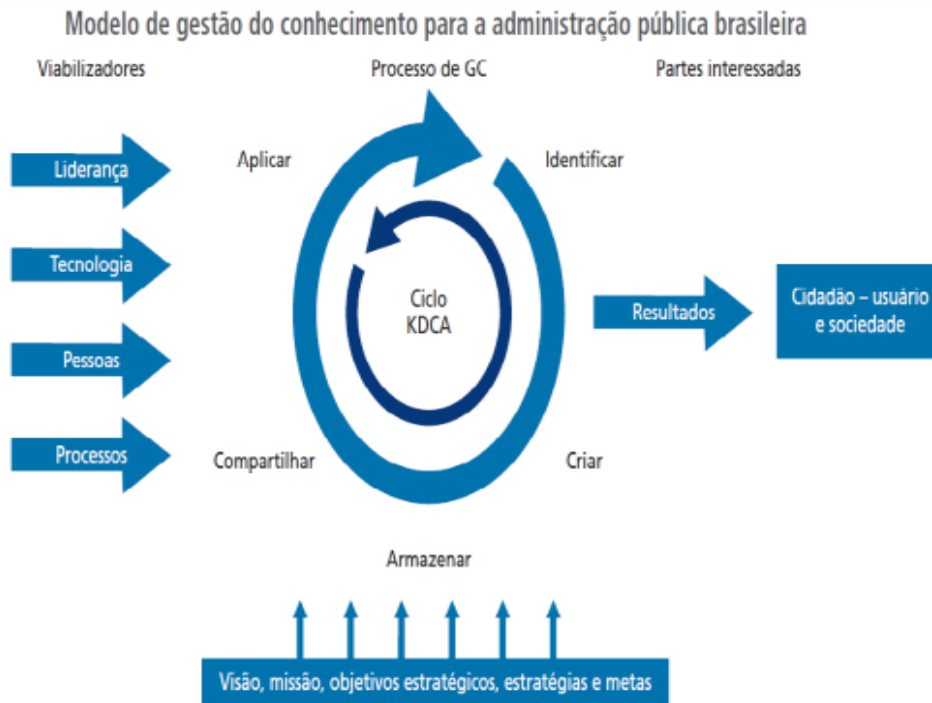 Modelo de gestão do conhecimento para a administração pública brasileira
Viabilizadores
Processo de GC
Partes interessadas
Liderança
Tecnologia
Pessoas
Processos
Aplicar
Identificar
Ciclo
KDCA
Compartilhar
Criar
Armazenar
Resultados
Cidadão – usuário
e sociedade
Visão, missão, objetivos estratégicos, estratégias e metas